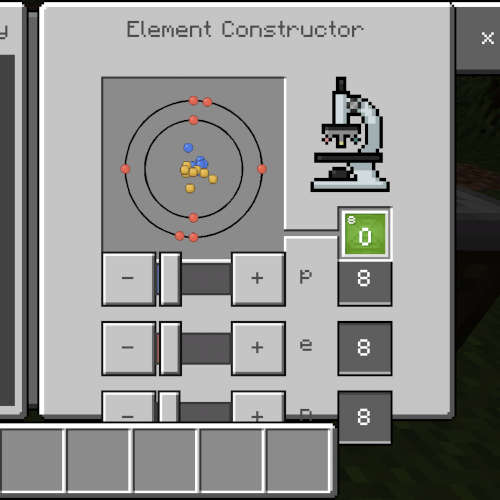 y
Element Constructor
x
8
O
- + p 8
- + e 8
- + n 8